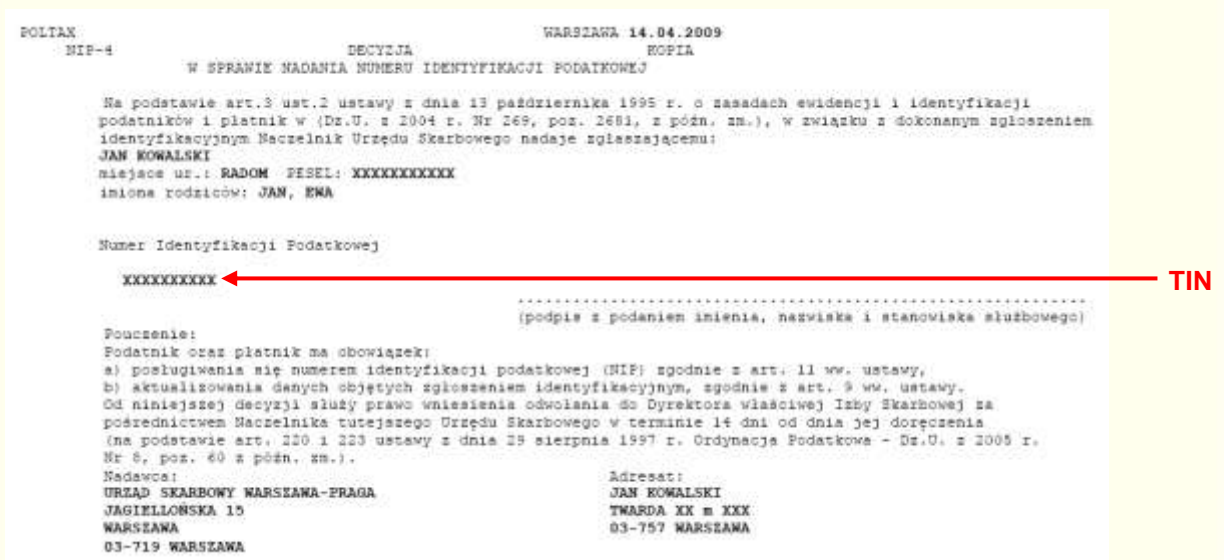 POLTAX WARSZAWA 14.04.2009
NIP-4 DECYZJA KOPIA
W SPRAWIE NADANIA NUMERU IDENTYFIKACJI PODATKOWEJ
Na podstawie art.3 ust.2 ustawy z dnia 13 października 1995 r. o zasadach ewidencji i identyfikacji
podatników i płatnik w (Dz.U. z 2004 r. Nr 269, poz. 2681, z późn. zm.), w związku z dokonanym zgłoszeniem
identyfikacyjnym Naczelnik Urzędu Skarbowego nadaje zgłaszającemu:
JAN KOWALSKI
miejsce ur.: RADOM PESEL: XXXXXXXXXXX
imiona rodziców: JAN, EWA
Numer Identyfikacji Podatkowej
XXXXXXXXXX
TIN
(podpis z podaniem imienia, nazwiska i stanowiska służbowego)
Pouczenie:
Podatnik oraz płatnik ma obowiązek:
a) posługiwania się numerem identyfikacji podatkowej (NIP) zgodnie z art. 11 ww. ustawy,
b) aktualizowania danych objętych zgłoszeniem identyfikacyjnym, zgodnie z art. 9 ww. ustawy.
Od niniejszej decyzji służy prawo wniesienia odwołania do Dyrektora właściwej Izby Skarbowej za
pośrednictwem Naczelnika tutejszego Urzędu Skarbowego w terminie 14 dni od dnia jej doręczenia
(na podstawie art. 220 i 223 ustawy z dnia 29 sierpnia 1997 r. Ordynacja Podatkowa - Dz.U. z 2005 r.
Nr 8, poz. 60 z późn. zm.).
Nadawca: Adresat:
URZĄD SKARBOWY WARSZAWA-PRAGA JAN KOWALSKI
JAGIELLOŃSKA 15 TWARDA XX m XXX
WARSZAWA 03-757 WARSZAWA
03-719 WARSZAWA